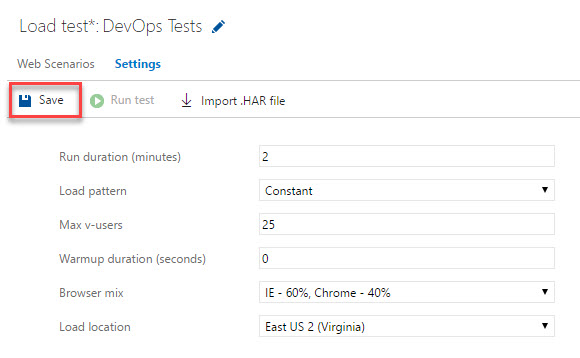 Load test*: DevOps Tests
Web Scenarios Settings
Save Run test Import .HAR file
Run duration (minutes) 2
Load pattern Constant
Max v-users 25
Warmup duration (seconds) 0
Browser mix IE - 60%, Chrome - 40%
Load location East US 2 (Virginia)